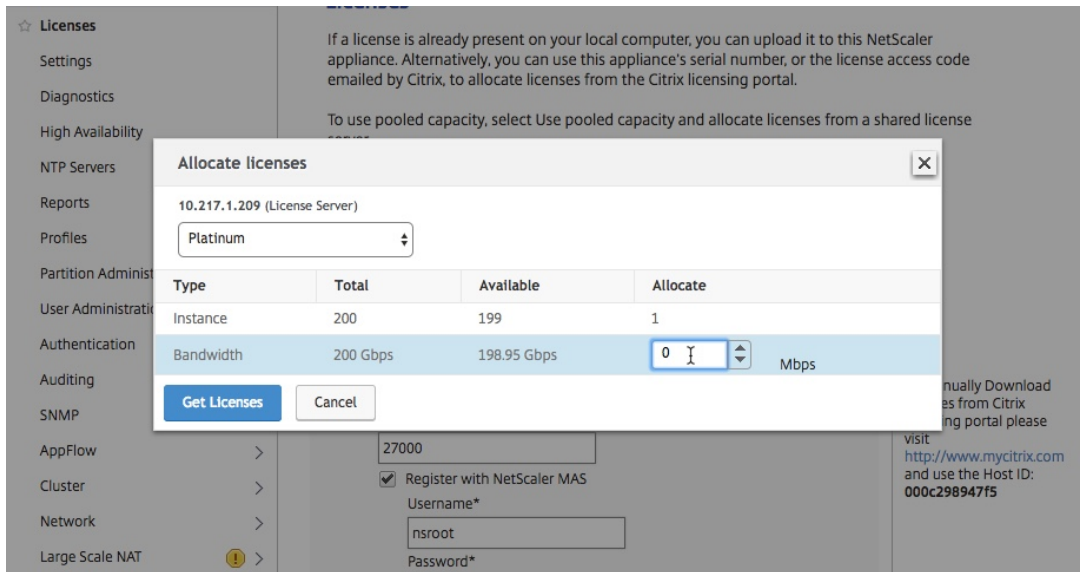 Licenses
Settings
Diagnostics
High Availability
NTP Servers
Reports
Profiles
Partition Administ
User Administratio
Authentication
Auditing
SNMP
AppFlow
Cluster
Network
Large Scale NAT
Licenses
If a license is already present on your local computer, you can upload it to this NetScaler
appliance. Alternatively, you can use this appliance's serial number, or the license access code
emailed by Citrix, to allocate licenses from the Citrix licensing portal.
To use pooled capacity, select Use pooled capacity and allocate licenses from a shared license
server
Allocate licenses
10.217.1.209 (License Server)
Platinum
Type Total Available Allocate
Instance 200 199 1
Bandwidth 200 Gbps 198.95 Gbps 0 Mbps
Get Licenses Cancel
27000
Register with NetScaler MAS
Username*
nsroot
Password*
nually Download
es from Citrix
ing portal please
visit
http://www.mycitrix.com
and use the Host ID:
000c298947f5